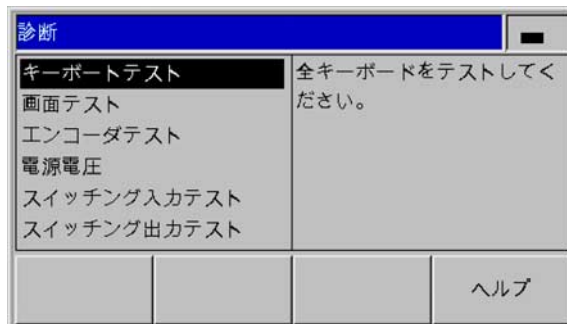 診断
キーボートテスト
画面テスト
エンコーダテスト
電源電圧
スイッチング入力テスト
スイッチング出力テスト
全キーボードをテストしてく
ださい。
ヘルプ